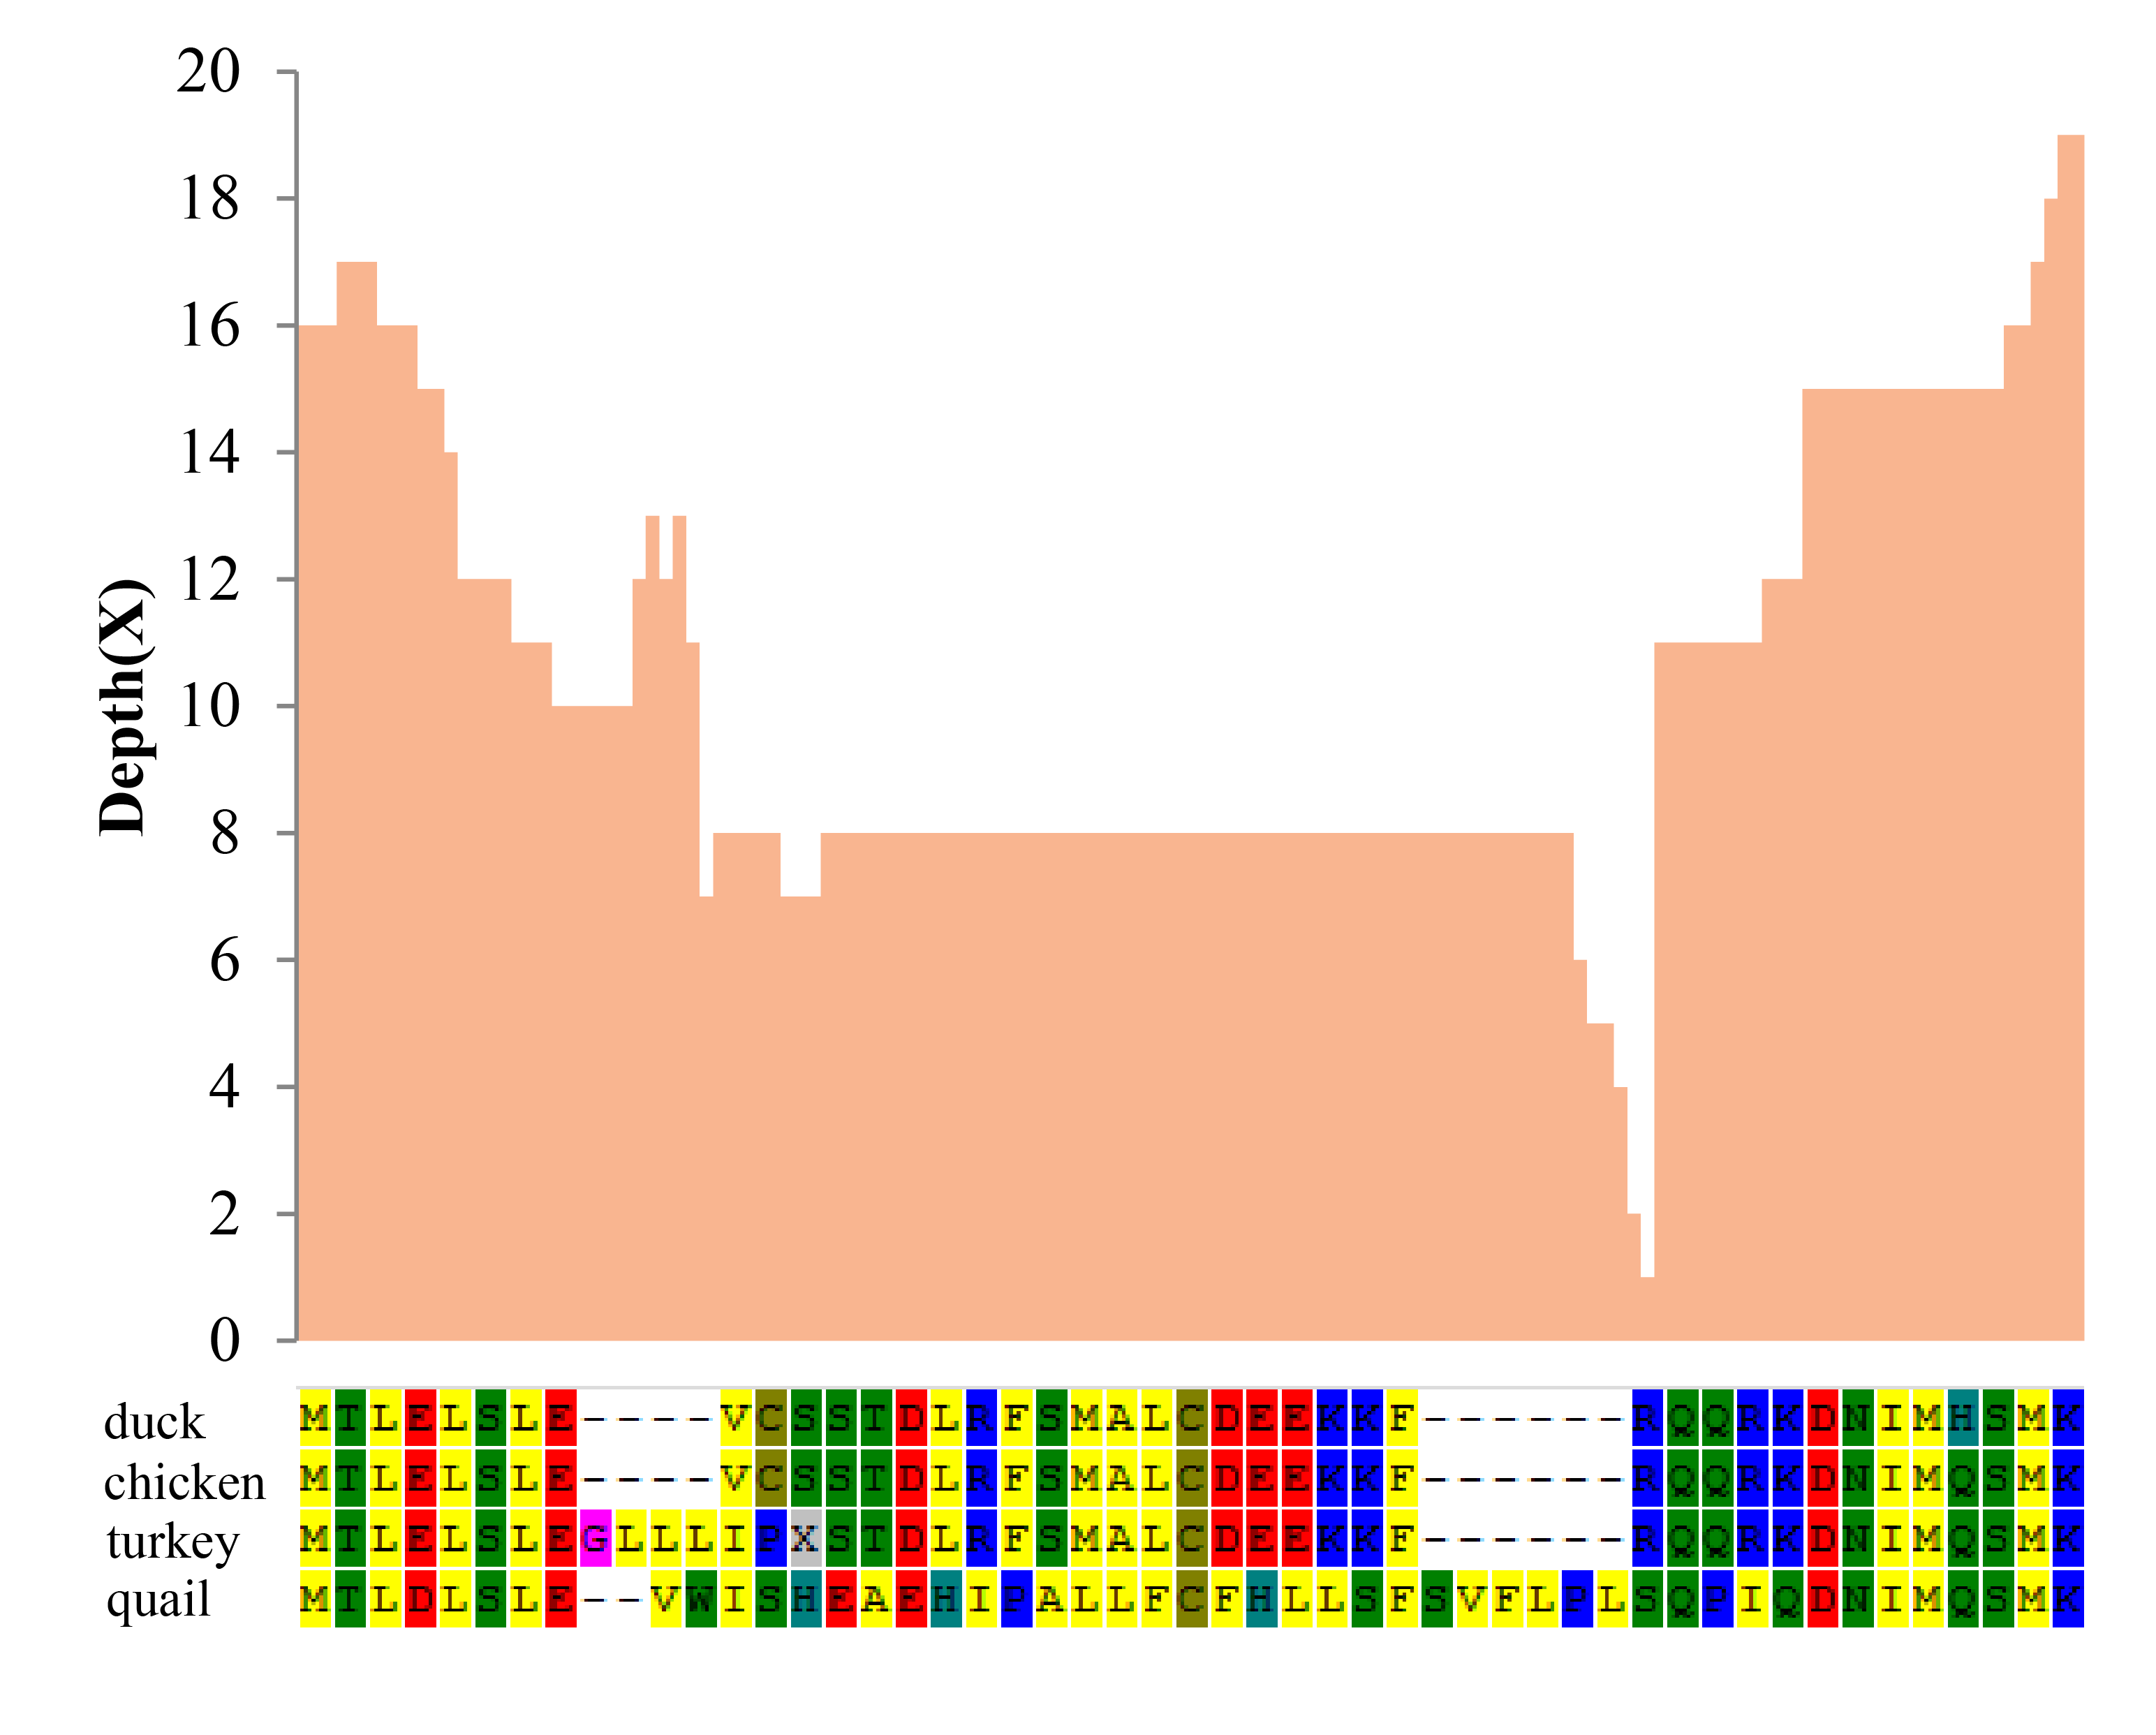 20
18
16
14
12
10
8
6
4
2
0
Depth(X)
duck MTLELSLE----VCSSTDLRFSMALCDEEKKF------RQQRKDNIMHSMK
chicken MTLELSLE----VCSSTDLRFSMALCDEEKKF------RQQRKDNIMQSMK
turkey MTLELSLEGLLLIPXSTDLRFSMALCDEEKKF------RQQRKDNIMQSMK
quail MTLDLSLE--VWISHEAEHIPALLFCFHLLSFSVFLPLSQPIQDNIMQSMK